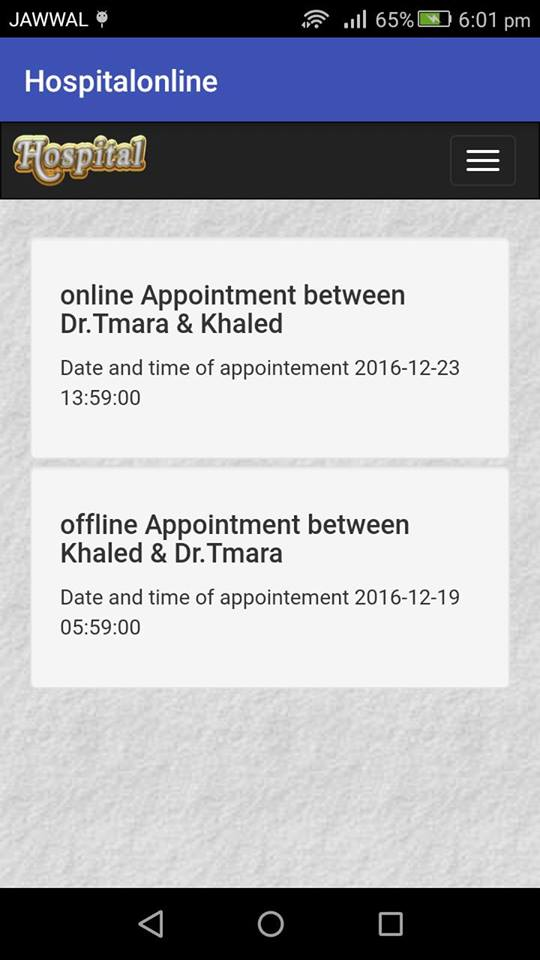 JAWWAL 65% 6:01 pm
Hospitalonline
Hospital
online Appointment between
Dr.Tmara & Khaled
Date and time of appointement 2016-12-23
13:59:00
offline Appointment between
Khaled & Dr.Tmara
Date and time of appointement 2016-12-19
05:59:00